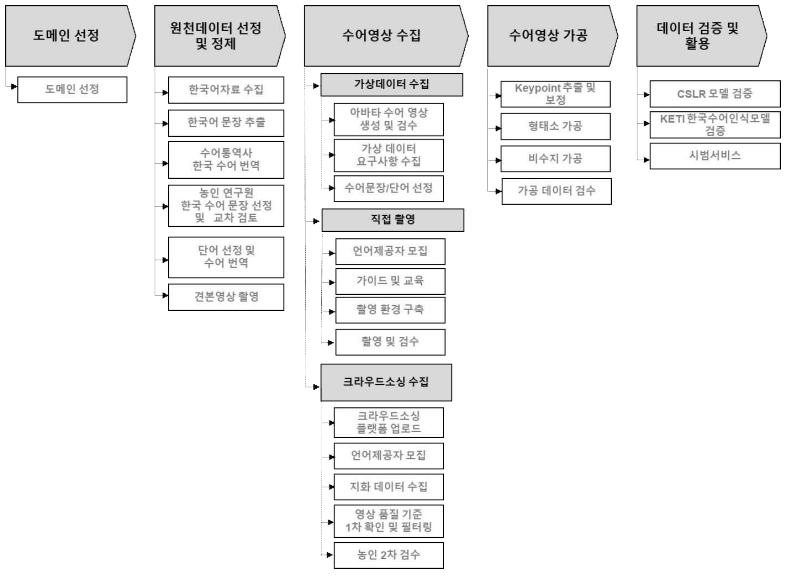 도메인 선정
도메인 선정
원천데이터 선정
및 정제
한국어자료 수집
한국어 문장 추출
수어통역사
한국 수어 번역
농인 연구원
한국 수어 문장 선정
및 교차 검토
단어 선정 및
수어 번역
견본영상 촬영
수어영상 수집
가상데이터 수집
아바타 수어 영상
생성 및 검수
가상 데이터
요구사항 수집
수어문장/단어 선정
직접 촬영
언어제공자 모집
가이드 및 교육
촬영 환경 구축
촬영 및 검수
크라우드소싱 수집
크라우드소싱
플랫폼 업로드
언어제공자 모집
지화 데이터 수집
영상 품질 기준
1차 확인 및 필터링
농인 2차 검수
수어영상 가공
Keypoint 추출 및
보정
형태소 가공
비수지 가공
가공 데이터 검수
데이터 검증 및
활용
CSLR 모델 검증
KETI 한국수어인식모델
검증
시범서비스